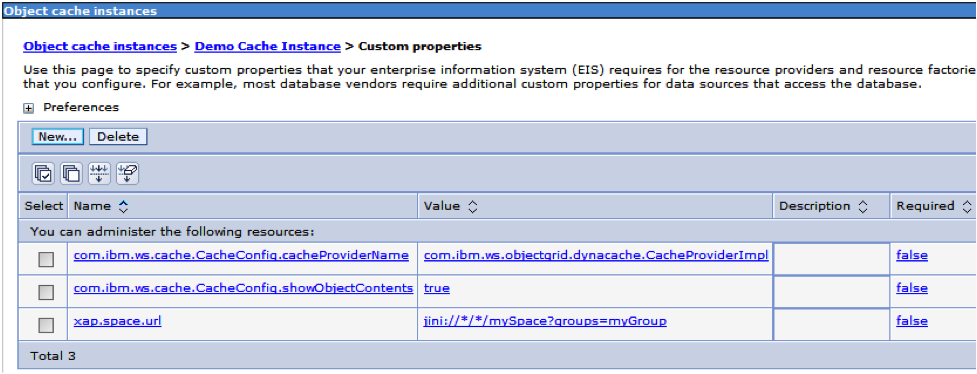 Object cache instances
Object cache instances > Demo Cache Instance > Custom properties
Use this page to specify custom properties that your enterprise information system (EIS) requires for the resource providers and resource factorie
that you configure. For example, most database vendors require additional custom properties for data sources that access the database.
Preferences
New... Delete
Select Name Value Description Required
You can administer the following resources:
com.ibm.ws.cache.CacheConfig.cacheProviderName com.ibm.ws.objectgrid.dynacache.CacheProviderImpl false
com.ibm.ws.cache.CacheConfig.showObjectContents true false
xap.space.url jini://*/*/mySpace?groups=myGroup false
Total 3